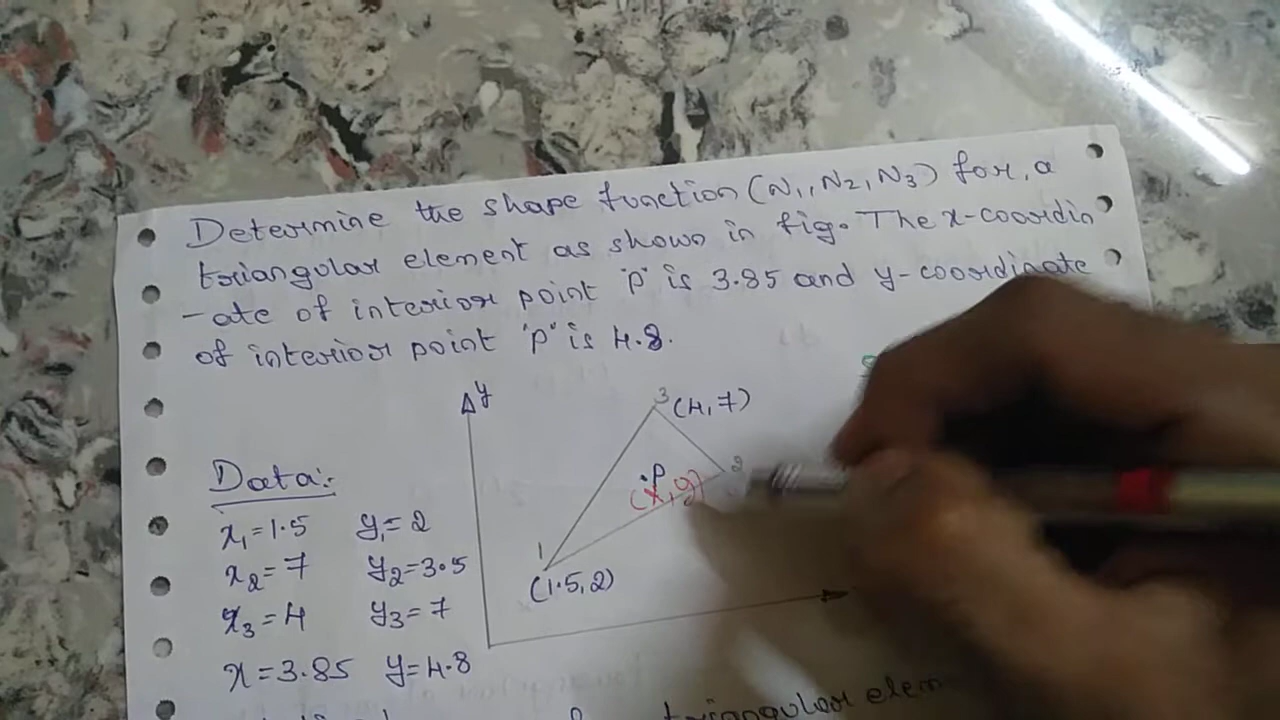 Determine the shape function (N1, N2, N3) for, a
triangular element as shown in fig. The x-coordin
-ate of interior point 'P' is 3.85 and y-coordinate
of interior point 'P' is 4.8.
y
3 (4,7)
2
.P
(x,y)
1
(1.5,2)
Data:
x1=1.5 y1=2
x2=7 y2=3.5
x3=4 y3=7
x=3.85 y=4.8
triangular elem